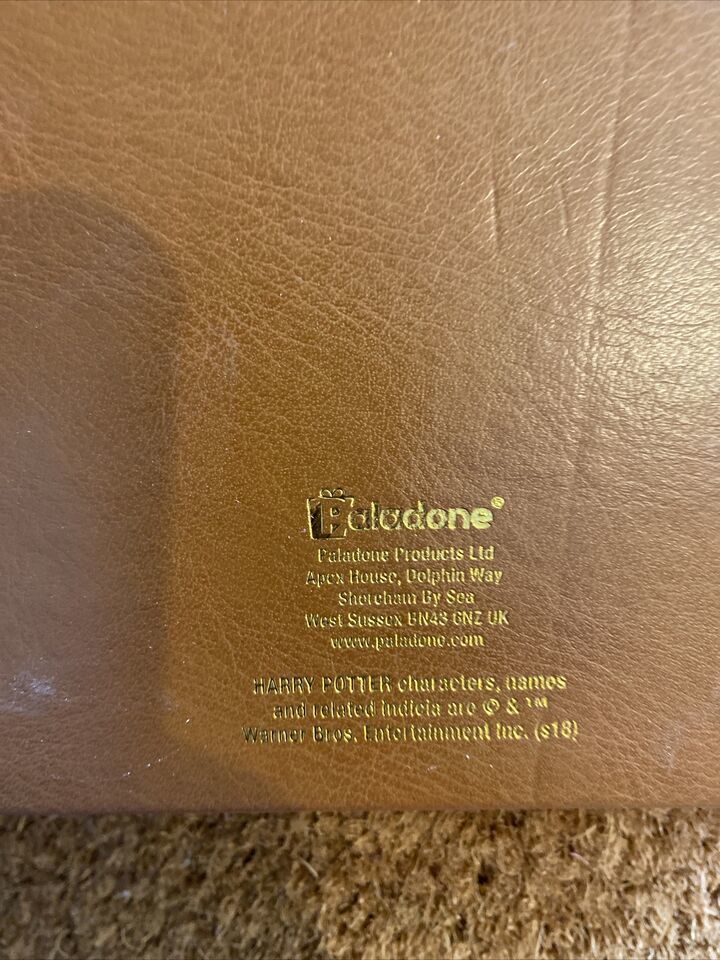 Paladone®
Paladone Products Ltd
Apex House, Dolphin Way
Shoreham By Sea
West Sussex BN43 6NZ UK
www.paladone.com
HARRY POTTER characters, names
and related indicia are © & ™
Warner Bros. Entertainment Inc. (s18)